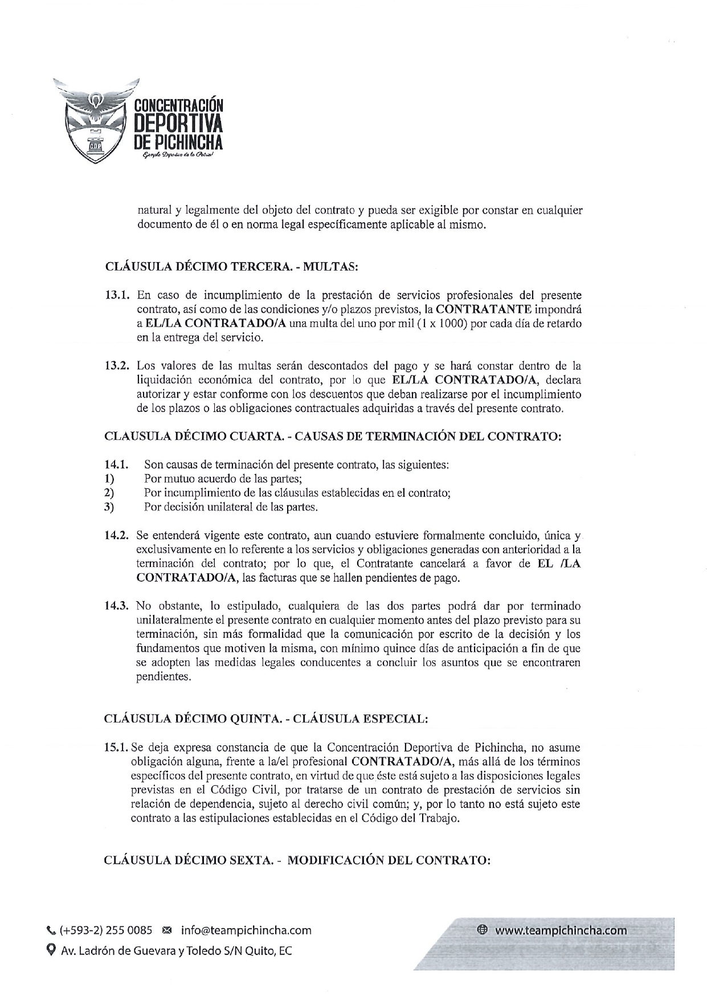 CONCENTRACIÓN
DEPORTIVA
DE PICHINCHA
Ejemplo Deportivo de la Patria!
CDP
natural y legalmente del objeto del contrato y pueda ser exigible por constar en cualquier
documento de él o en norma legal específicamente aplicable al mismo.
CLÁUSULA DÉCIMO TERCERA. - MULTAS:
13.1. En caso de incumplimiento de la prestación de servicios profesionales del presente
contrato, así como de las condiciones y/o plazos previstos, la CONTRATANTE impondrá
a EL/LA CONTRATADO/A una multa del uno por mil (1 x 1000) por cada día de retardo
en la entrega del servicio.
13.2. Los valores de las multas serán descontados del pago y se hará constar dentro de la
liquidación económica del contrato, por lo que EL/LA CONTRATADO/A, declara
autorizar y estar conforme con los descuentos que deban realizarse por el incumplimiento
de los plazos o las obligaciones contractuales adquiridas a través del presente contrato.
CLAUSULA DÉCIMO CUARTA. - CAUSAS DE TERMINACIÓN DEL CONTRATO:
14.1. Son causas de terminación del presente contrato, las siguientes:
1) Por mutuo acuerdo de las partes;
2) Por incumplimiento de las cláusulas establecidas en el contrato;
3) Por decisión unilateral de las partes.
14.2. Se entenderá vigente este contrato, aun cuando estuviere formalmente concluido, única y
exclusivamente en lo referente a los servicios y obligaciones generadas con anterioridad a la
terminación del contrato; por lo que, el Contratante cancelará a favor de EL /LA
CONTRATADO/A, las facturas que se hallen pendientes de pago.
14.3. No obstante, lo estipulado, cualquiera de las dos partes podrá dar por terminado
unilateralmente el presente contrato en cualquier momento antes del plazo previsto para su
terminación, sin más formalidad que la comunicación por escrito de la decisión y los
fundamentos que motiven la misma, con mínimo quince días de anticipación a fin de que
se adopten las medidas legales conducentes a concluir los asuntos que se encontraren
pendientes.
CLÁUSULA DÉCIMO QUINTA. - CLÁUSULA ESPECIAL:
15.1. Se deja expresa constancia de que la Concentración Deportiva de Pichincha, no asume
obligación alguna, frente a la/el profesional CONTRATADO/A, más allá de los términos
específicos del presente contrato, en virtud de que éste está sujeto a las disposiciones legales
previstas en el Código Civil, por tratarse de un contrato de prestación de servicios sin
relación de dependencia, sujeto al derecho civil común; y, por lo tanto no está sujeto este
contrato a las estipulaciones establecidas en el Código del Trabajo.
CLÁUSULA DÉCIMO SEXTA. - MODIFICACIÓN DEL CONTRATO:
(+593-2) 255 0085 info@teampichincha.com
www.teampichincha.com
Av. Ladrón de Guevara y Toledo S/N Quito, EC